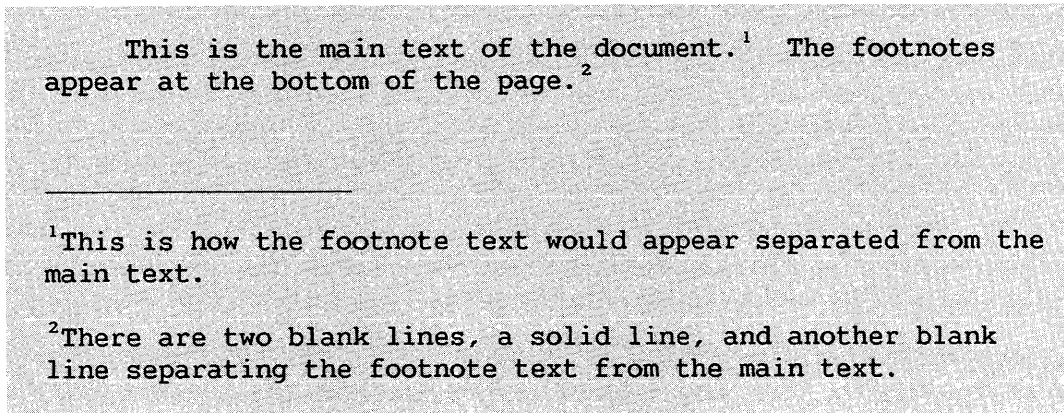 This is the main text of the document.¹ The footnotes
appear at the bottom of the page.²
¹This is how the footnote text would appear separated from the
main text.
²There are two blank lines, a solid line, and another blank
line separating the footnote text from the main text.